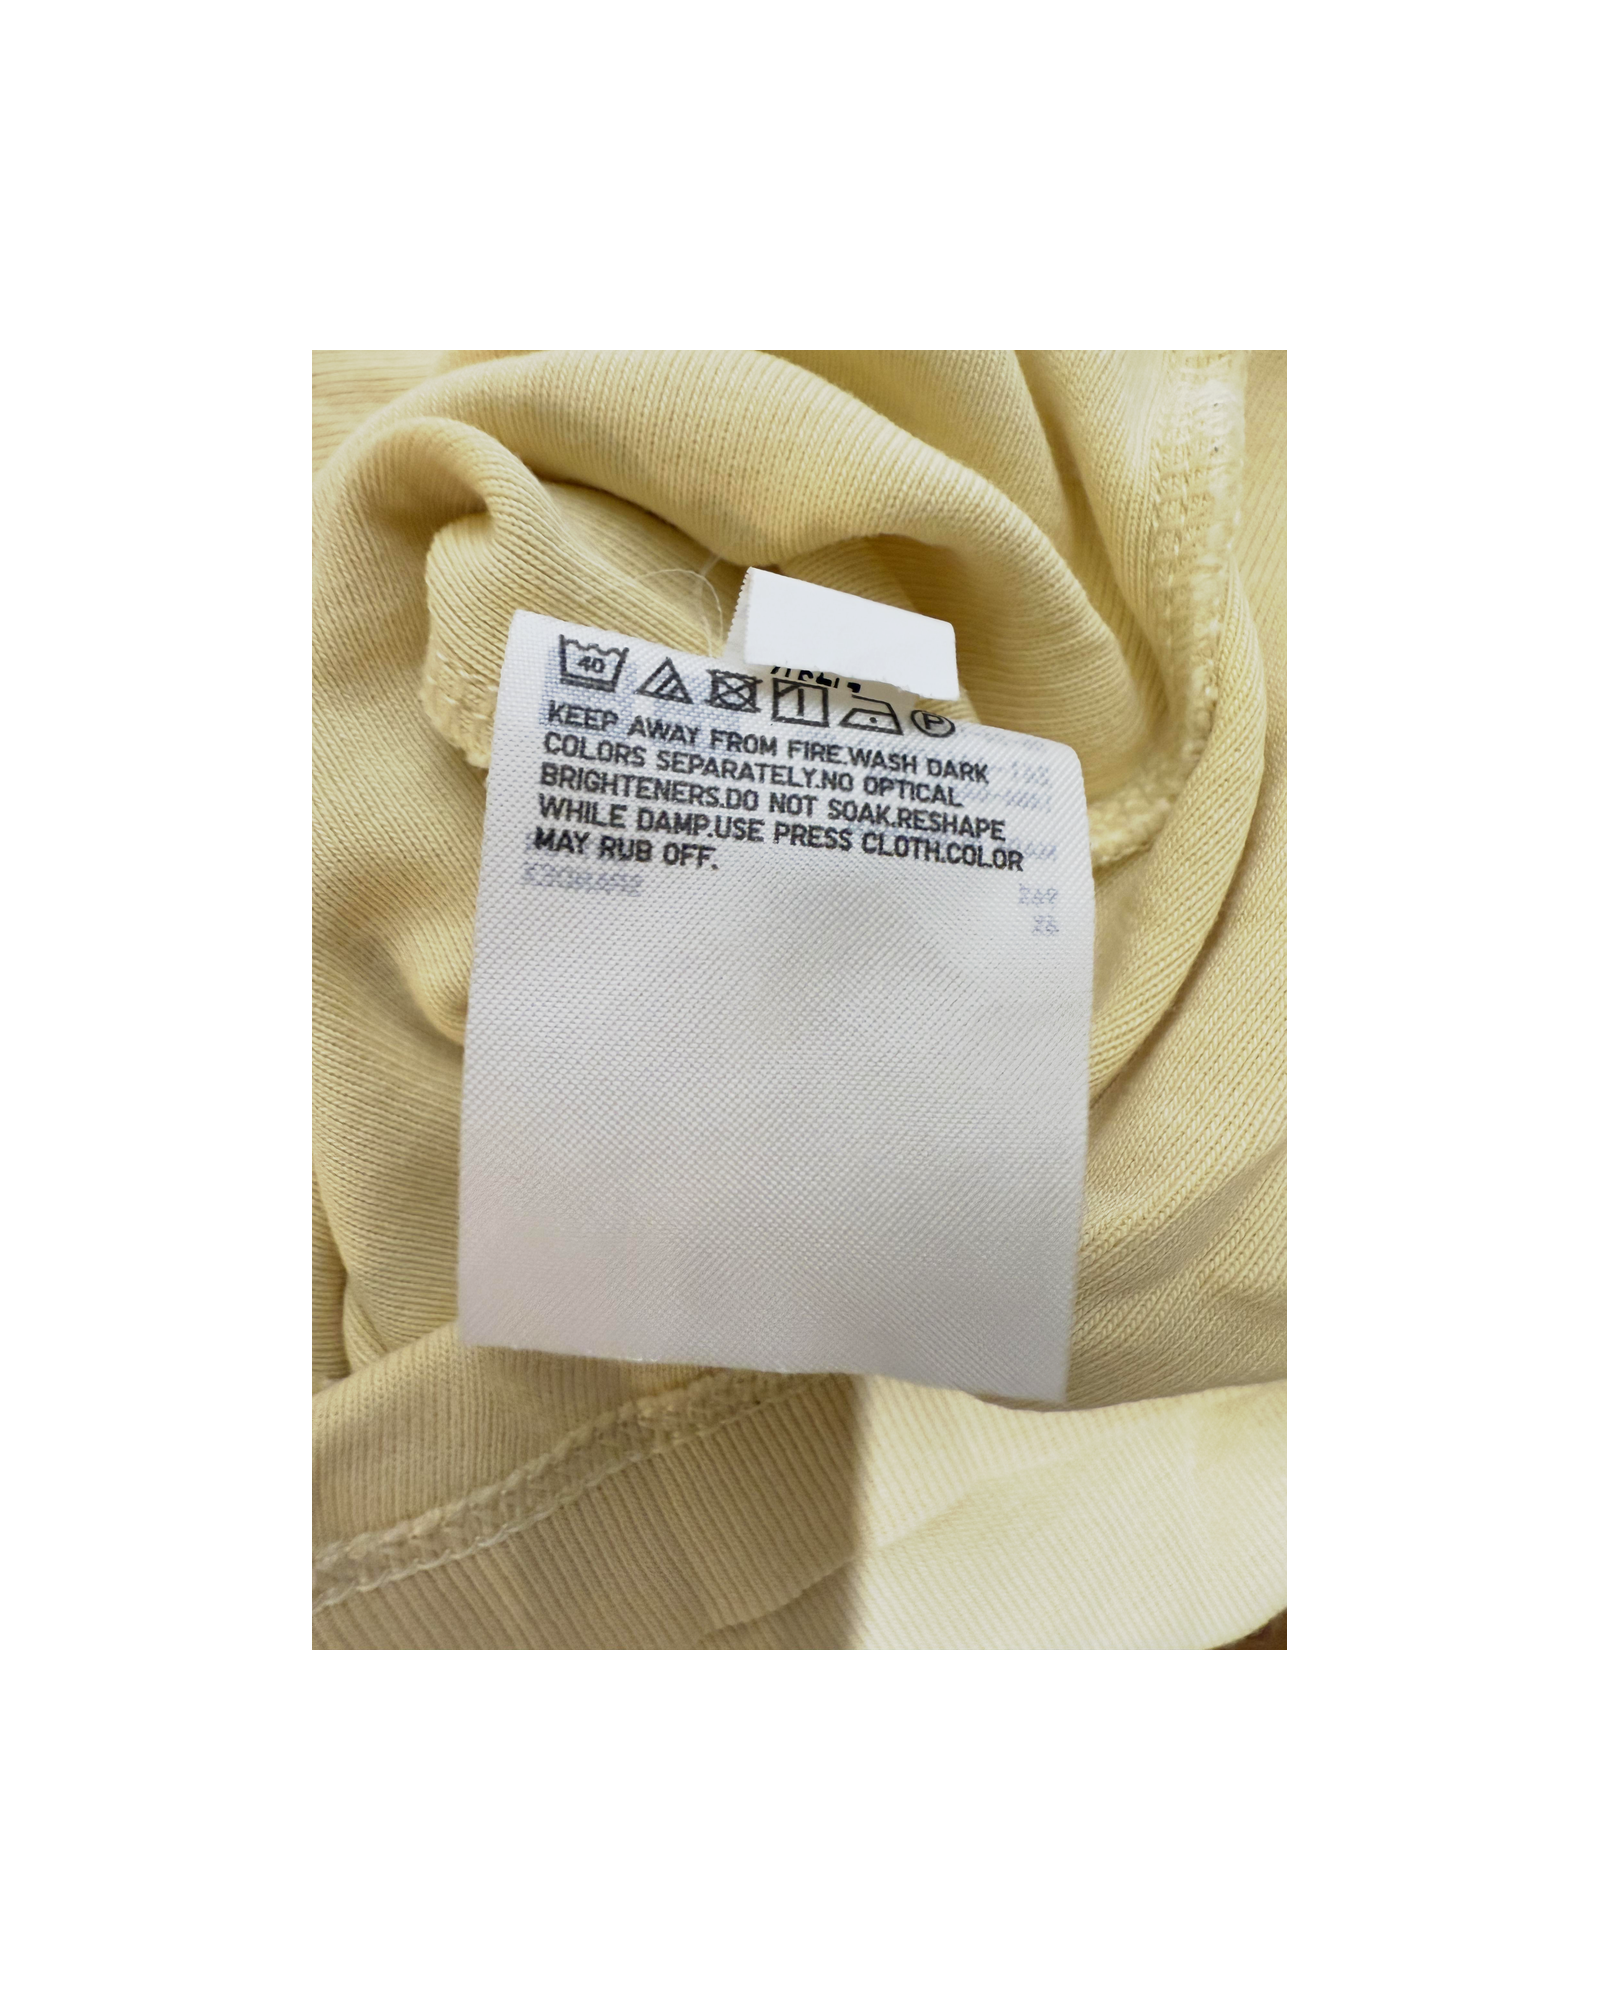 40
P
KEEP AWAY FROM FIRE.WASH DARK
COLORS SEPARATELY.NO OPTICAL
BRIGHTENERS.DO NOT SOAK.RESHAPE
WHILE DAMP.USE PRESS CLOTH.COLOR
MAY RUB OFF.